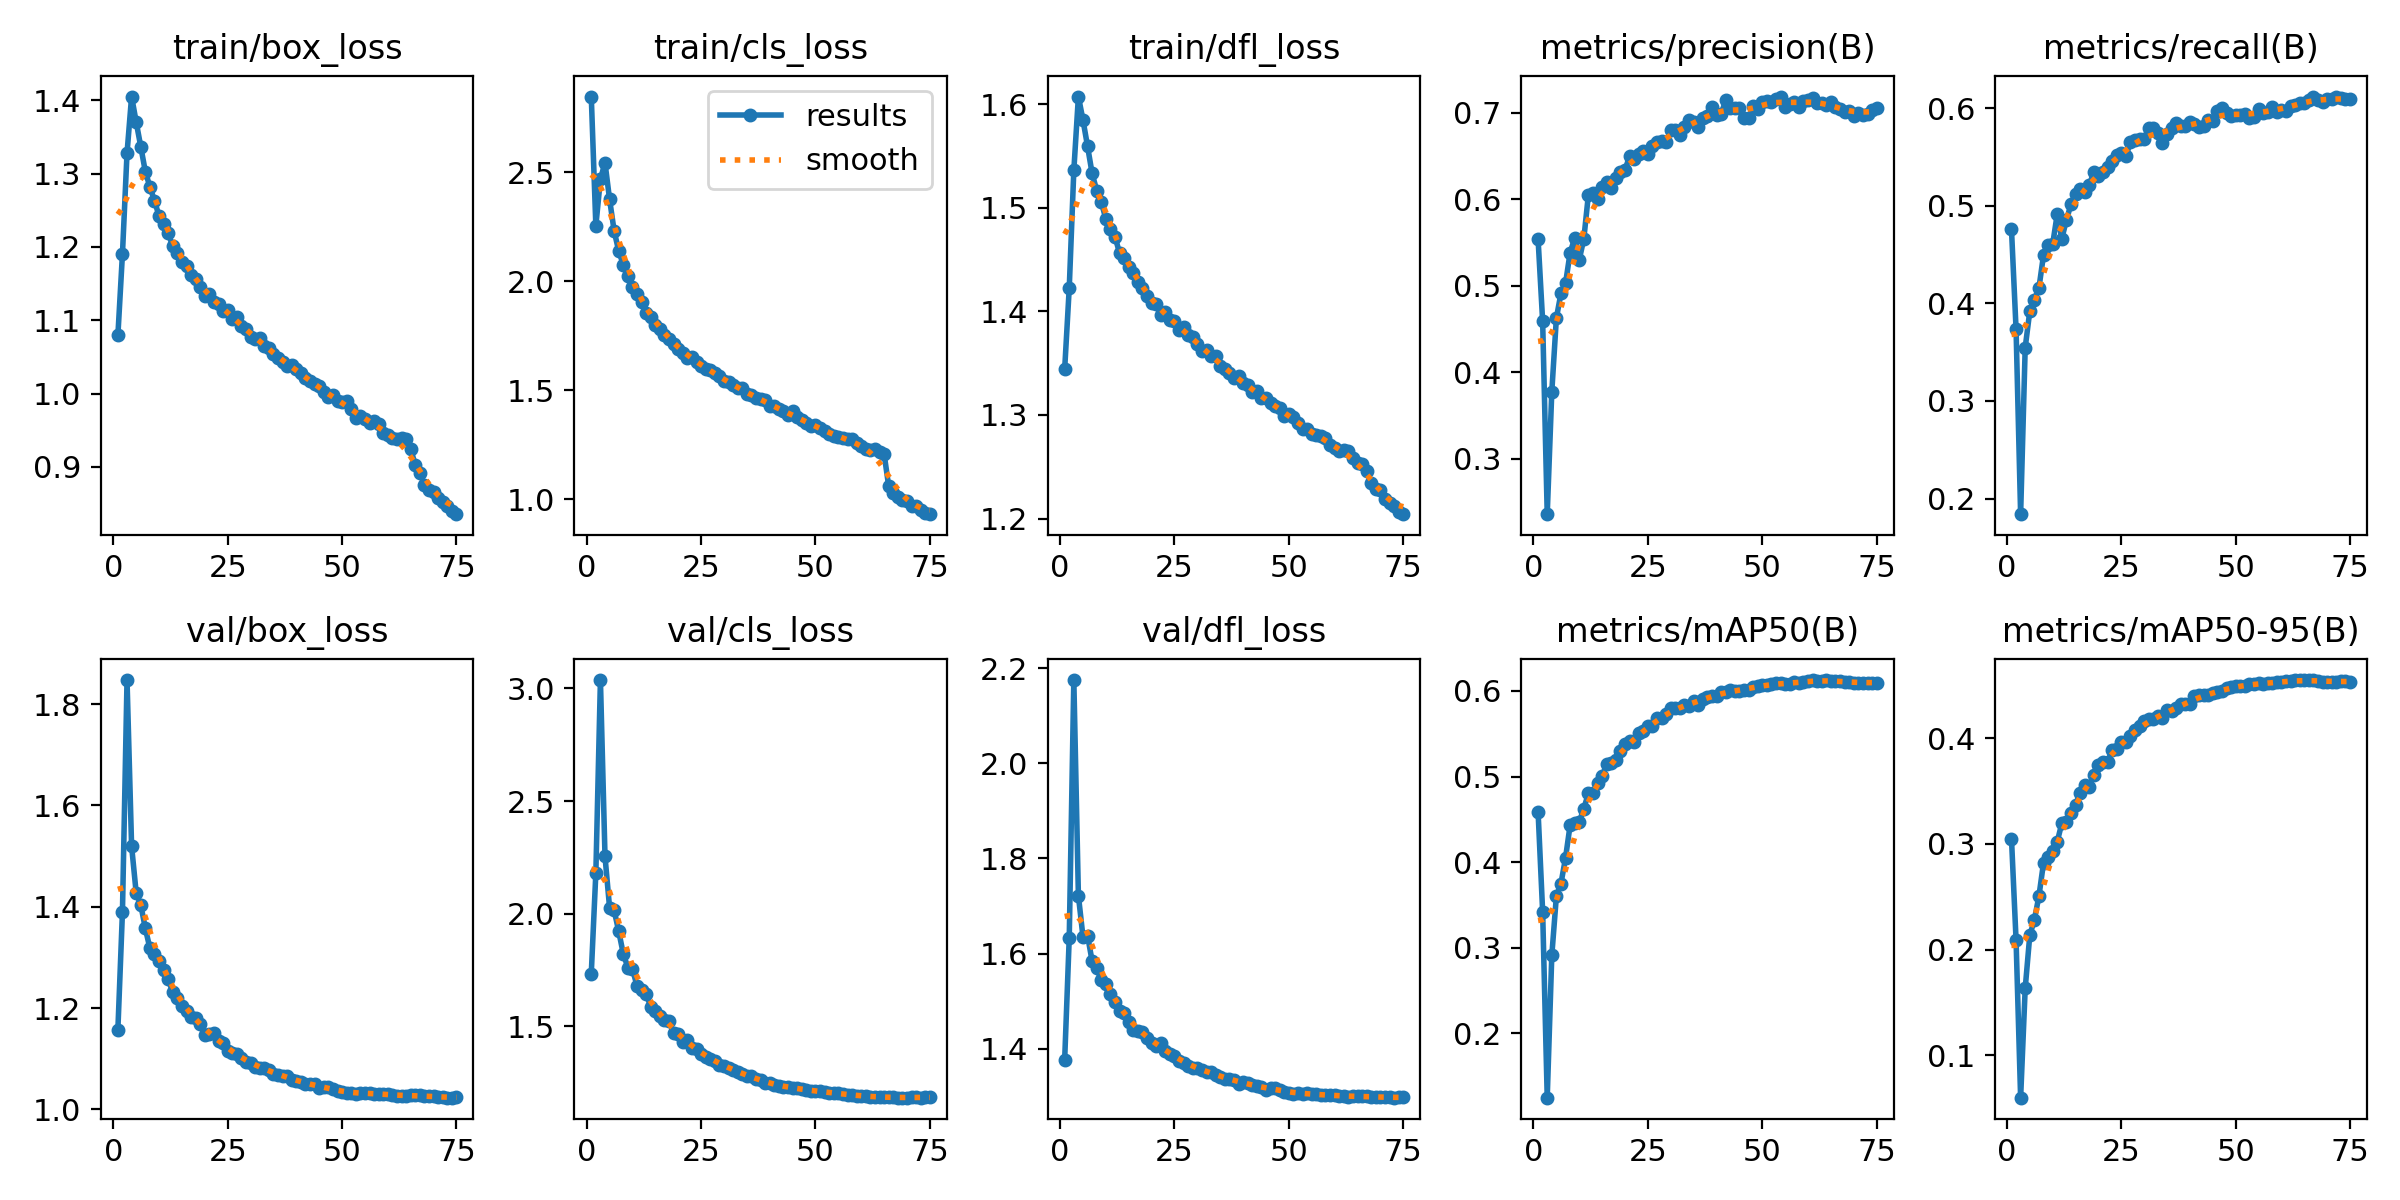 train/box_loss
train/cls_loss
train/dfl_loss
metrics/precision(B)
metrics/recall(B)
1.4
1.3
1.2
1.1
1.0
0.9
0 25 50 75
results
smooth
2.5
2.0
1.5
1.0
0 25 50 75
1.6
1.5
1.4
1.3
1.2
0 25 50 75
0.7
0.6
0.5
0.4
0.3
0 25 50 75
0.6
0.5
0.4
0.3
0.2
0 25 50 75
val/box_loss
val/cls_loss
val/dfl_loss
metrics/mAP50(B)
metrics/mAP50-95(B)
1.8
1.6
1.4
1.2
1.0
0 25 50 75
3.0
2.5
2.0
1.5
0 25 50 75
2.2
2.0
1.8
1.6
1.4
0 25 50 75
0.6
0.5
0.4
0.3
0.2
0 25 50 75
0.4
0.3
0.2
0.1
0 25 50 75